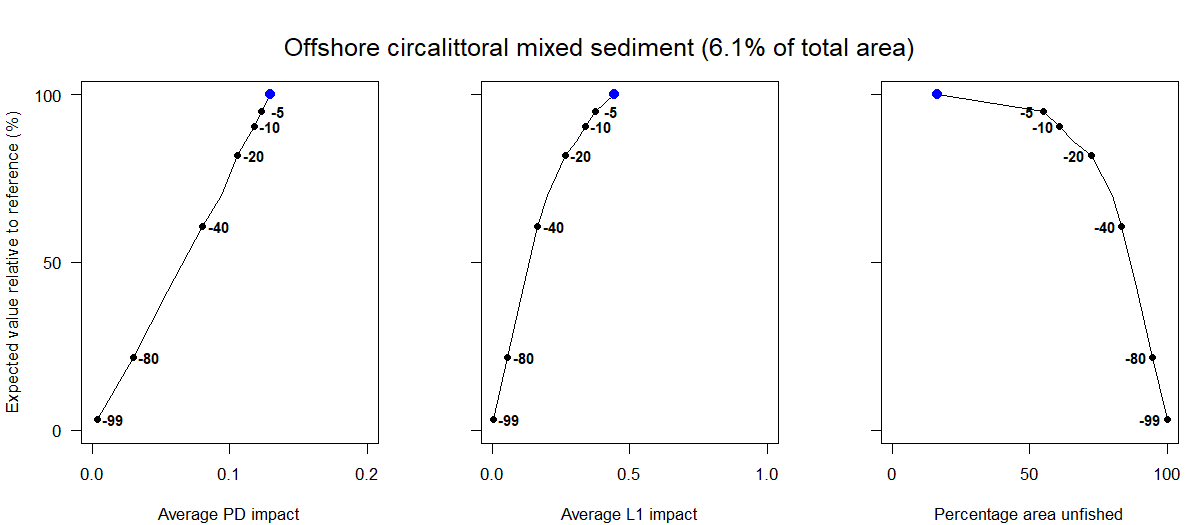 Offshore circalittoral mixed sediment (6.1% of total area)
Expected value relative to reference (%)
100
50
0
-5
-10
-20
-40
-80
-99
0.0 0.1 0.2
Average PD impact
-5
-10
-20
-40
-80
-99
0.0 0.5 1.0
Average L1 impact
-5
-10
-20
-40
-80
-99
0 50 100
Percentage area unfished